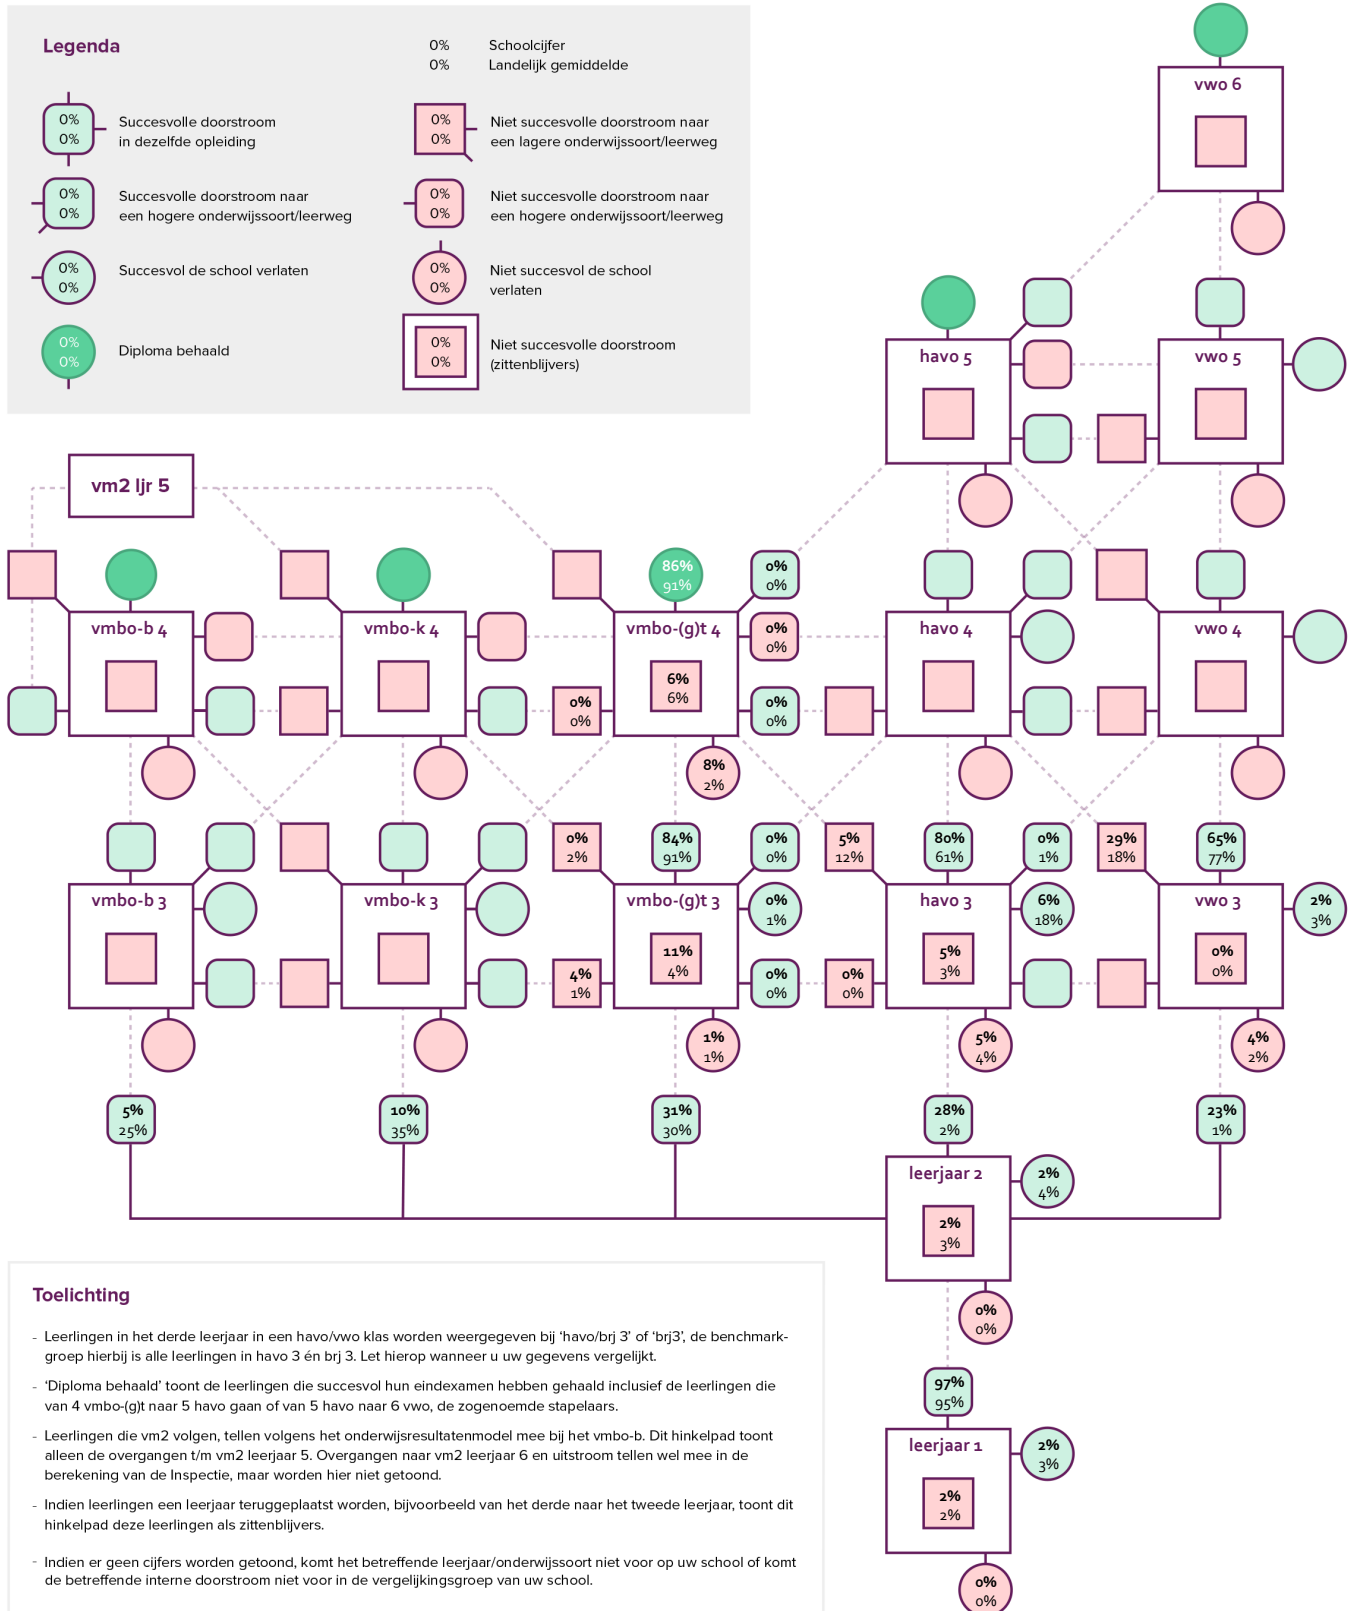 Legenda
0% Schoolcijfer
0% Landelijk gemiddelde
0%
0%
Succesvolle doorstroom
in dezelfde opleiding
0%
0%
Niet succesvolle doorstroom naar
een lagere onderwijssoort/leerweg
0%
0%
Succesvolle doorstroom naar
een hogere onderwijssoort/leerweg
0%
0%
Niet succesvolle doorstroom naar
een hogere onderwijssoort/leerweg
0%
0%
Succesvol de school verlaten
0%
0%
Niet succesvol de school
verlaten
0%
0%
Diploma behaald
0%
0%
Niet succesvolle doorstroom
(zittenblijvers)
vwo 6
havo 5
vwo 5
vm2 ljr 5
86%
91%
0%
0%
vmbo-b 4
vmbo-k 4
vmbo-(g)t 4
0%
0%
havo 4
vwo 4
6%
6%
0%
0%
0%
0%
8%
2%
0%
2%
84%
91%
0%
0%
5%
12%
80%
61%
0%
1%
29%
18%
65%
77%
vmbo-b 3
vmbo-k 3
vmbo-(g)t 3
0%
1%
havo 3
6%
18%
vwo 3
2%
3%
11%
4%
5%
3%
0%
0%
4%
1%
0%
0%
0%
0%
1%
1%
5%
4%
4%
2%
5%
25%
10%
35%
31%
30%
28%
2%
23%
1%
leerjaar 2
2%
4%
2%
3%
0%
0%
97%
95%
leerjaar 1
2%
3%
2%
2%
0%
0%
Toelichting
- Leerlingen in het derde leerjaar in een havo/vwo klas worden weergegeven bij ‘havo/brj 3’ of ‘brj3’, de benchmark-
groep hierbij is alle leerlingen in havo 3 én brj 3. Let hierop wanneer u uw gegevens vergelijkt.
- ‘Diploma behaald’ toont de leerlingen die succesvol hun eindexamen hebben gehaald inclusief de leerlingen die
van 4 vmbo-(g)t naar 5 havo gaan of van 5 havo naar 6 vwo, de zogenoemde stapelaars.
- Leerlingen die vm2 volgen, tellen volgens het onderwijsresultatenmodel mee bij het vmbo-b. Dit hinkelpad toont
alleen de overgangen t/m vm2 leerjaar 5. Overgangen naar vm2 leerjaar 6 en uitstroom tellen wel mee in de
berekening van de Inspectie, maar worden hier niet getoond.
- Indien leerlingen een leerjaar teruggeplaatst worden, bijvoorbeeld van het derde naar het tweede leerjaar, toont dit
hinkelpad deze leerlingen als zittenblijvers.
- Indien er geen cijfers worden getoond, komt het betreffende leerjaar/onderwijssoort niet voor op uw school of komt
de betreffende interne doorstroom niet voor in de vergelijkingsgroep van uw school.